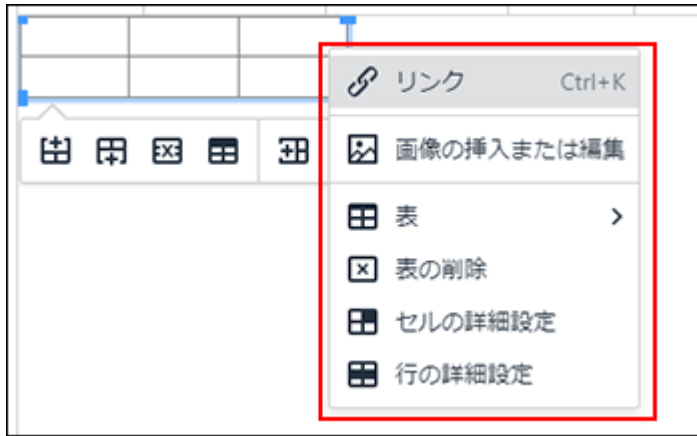 リンク Ctrl+K
画像の挿入または編集
表
表の削除
セルの詳細設定
行の詳細設定